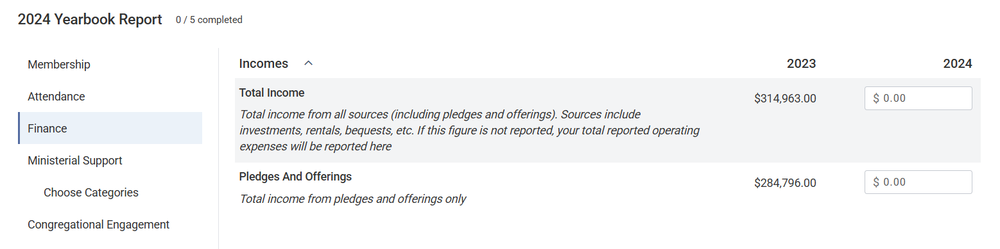 2024 Yearbook Report 0 / 5 completed
Membership
Attendance
Finance
Ministerial Support
Choose Categories
Congregational Engagement
Incomes 2023 2024
Total Income $314,963.00 $ 0.00
Total income from all sources (including pledges and offerings). Sources include
investments, rentals, bequests, etc. If this figure is not reported, your total reported operating
expenses will be reported here
Pledges And Offerings $284,796.00 $ 0.00
Total income from pledges and offerings only